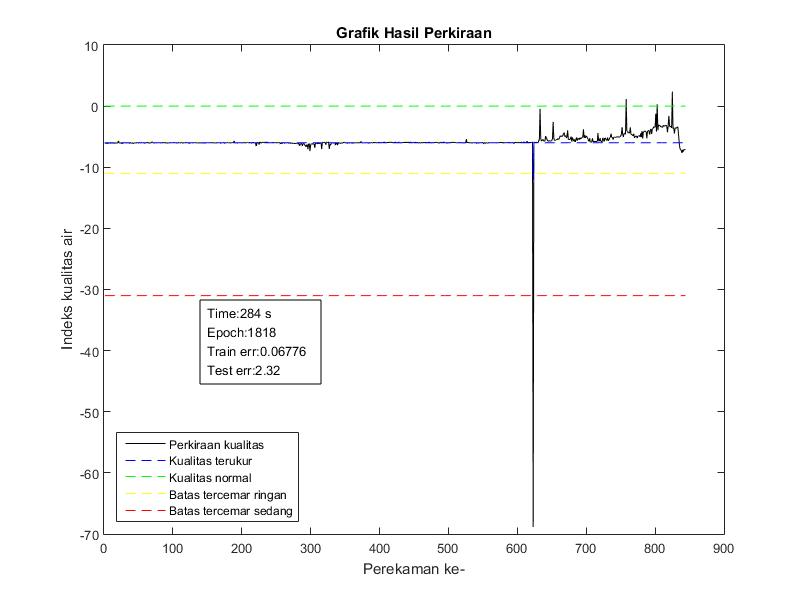 Grafik Hasil Perkiraan
Indeks kualitas air
10
0
-10
-20
-30
-40
-50
-60
-70
Time:284 s
Epoch:1818
Train err:0.06776
Test err:2.32
Perkiraan kualitas
Kualitas terukur
Kualitas normal
Batas tercemar ringan
Batas tercemar sedang
0 100 200 300 400 500 600 700 800 900
Perekaman ke-